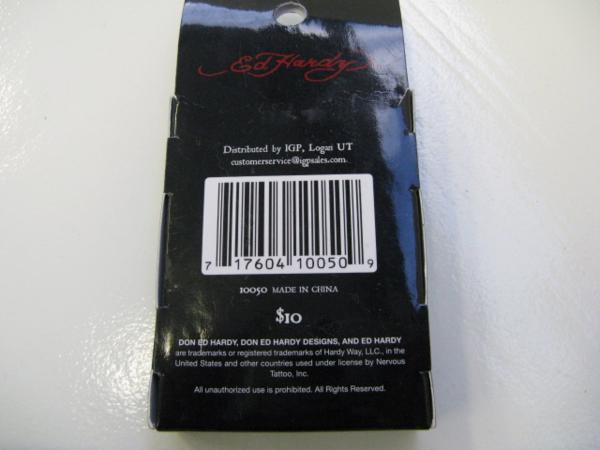 Ed Hardy
Distributed by IGP, Logan UT
customerservice@igpsales.com
7 17604 10050 9
10050 MADE IN CHINA
$10
DON ED HARDY, DON ED HARDY DESIGNS, AND ED HARDY
are trademarks or registered trademarks of Hardy Way, LLC., in the
United States and other countries used under license by Nervous
Tattoo, Inc.
All unauthorized use is prohibited. All Rights Reserved.